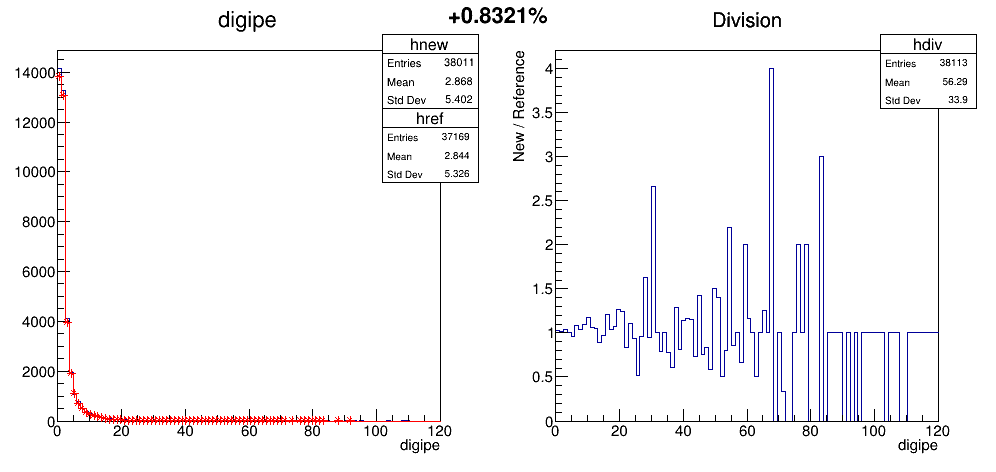 digipe
+0.8321%
Division
hnew
Entries 38011
Mean 2.868
Std Dev 5.402
href
Entries 37169
Mean 2.844
Std Dev 5.326
14000
12000
10000
8000
6000
4000
2000
0
0 20 40 60 80 100 120
digipe
hdiv
Entries 38113
Mean 56.29
Std Dev 33.9
New / Reference
4
3.5
3
2.5
2
1.5
1
0.5
0
0 20 40 60 80 100 120
digipe